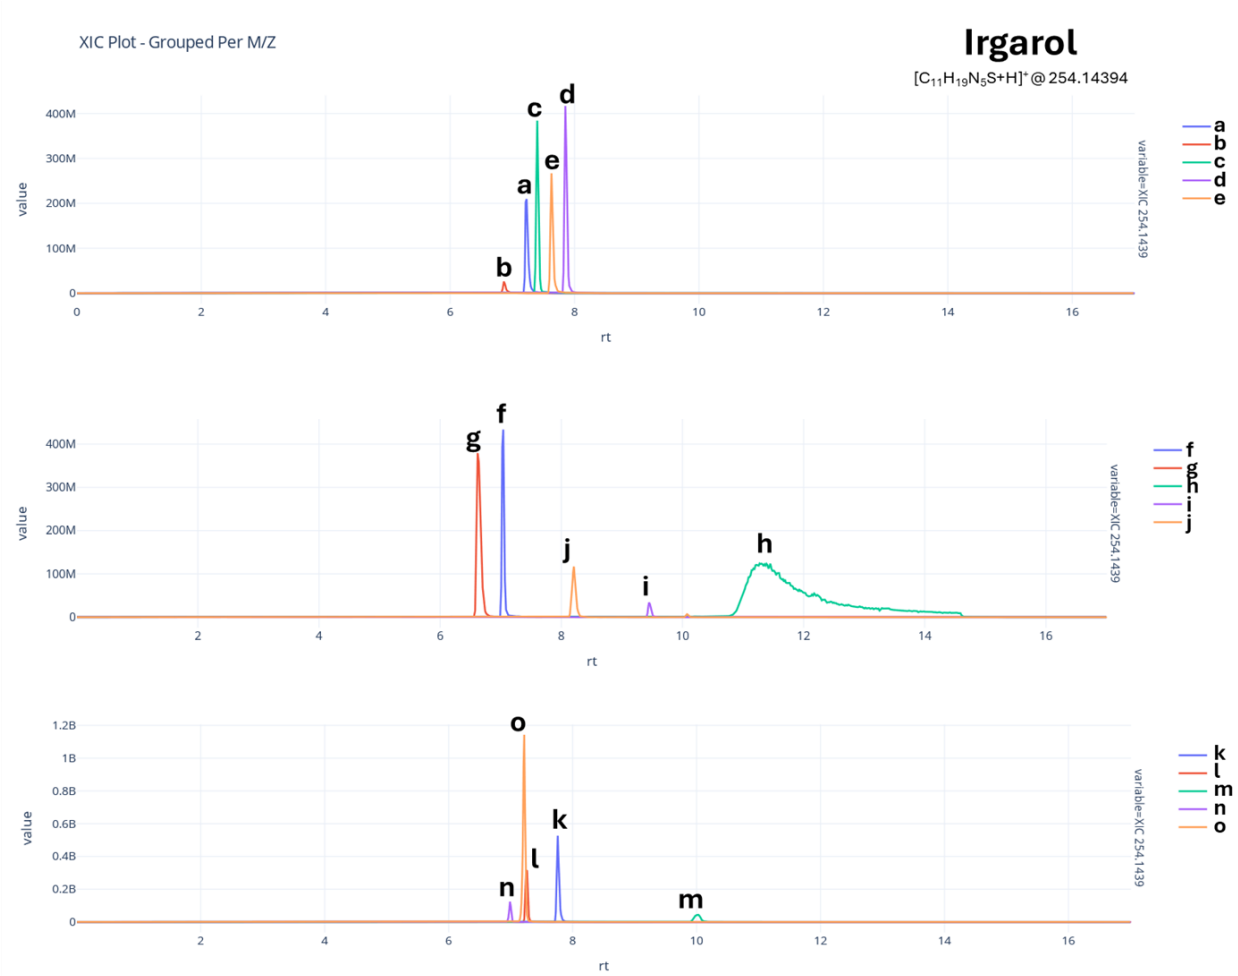 XIC Plot - Grouped Per M/Z
Irgarol
[C₁₁H₁₉N₅S+H]⁺@ 254.14394
400M
300M
200M
100M
0
value
0 2 4 6 8 10 12 14 16
rt
b
a
c
e
d
variable=XIC 254.1439
a
b
c
d
e
400M
300M
200M
100M
0
value
2 4 6 8 10 12 14 16
rt
g
f
j
i
h
variable=XIC 254.1439
f
g
h
i
j
1.2B
1B
0.8B
0.6B
0.4B
0.2B
0
value
2 4 6 8 10 12 14 16
rt
n
o
l
k
m
variable=XIC 254.1439
k
l
m
n
o